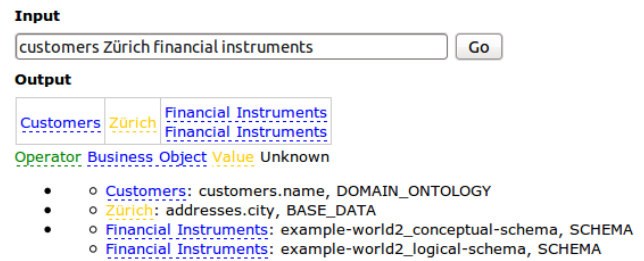 Input
customers Zürich financial instruments
Go
Output
Customers Zürich Financial Instruments
Financial Instruments
Operator Business Object Value Unknown
Customers: customers.name, DOMAIN_ONTOLOGY
Zürich: addresses.city, BASE_DATA
Financial Instruments: example-world2_conceptual-schema, SCHEMA
Financial Instruments: example-world2_logical-schema, SCHEMA